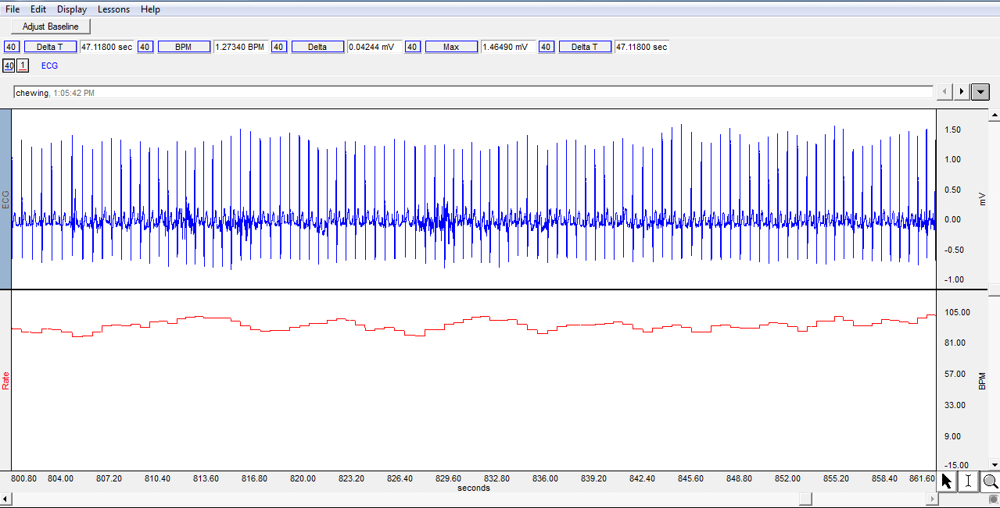 File Edit Display Lessons Help
Adjust Baseline
40 Delta T 47.11800 sec 40 BPM 1.27340 BPM 40 Delta 0.04244 mV 40 Max 1.46490 mV 40 Delta T 47.11800 sec
40 1 ECG
chewing, 1:05:42 PM
ECG
1.50
1.00
0.50
0.00
-0.50
-1.00
mV
Rate
105.00
81.00
57.00
33.00
9.00
-15.00
BPM
800.80 804.00 807.20 810.40 813.60 816.80 820.00 823.20 826.40 829.60 832.80 836.00 839.20 842.40 845.60 848.80 852.00 855.20 858.40 861.60
seconds